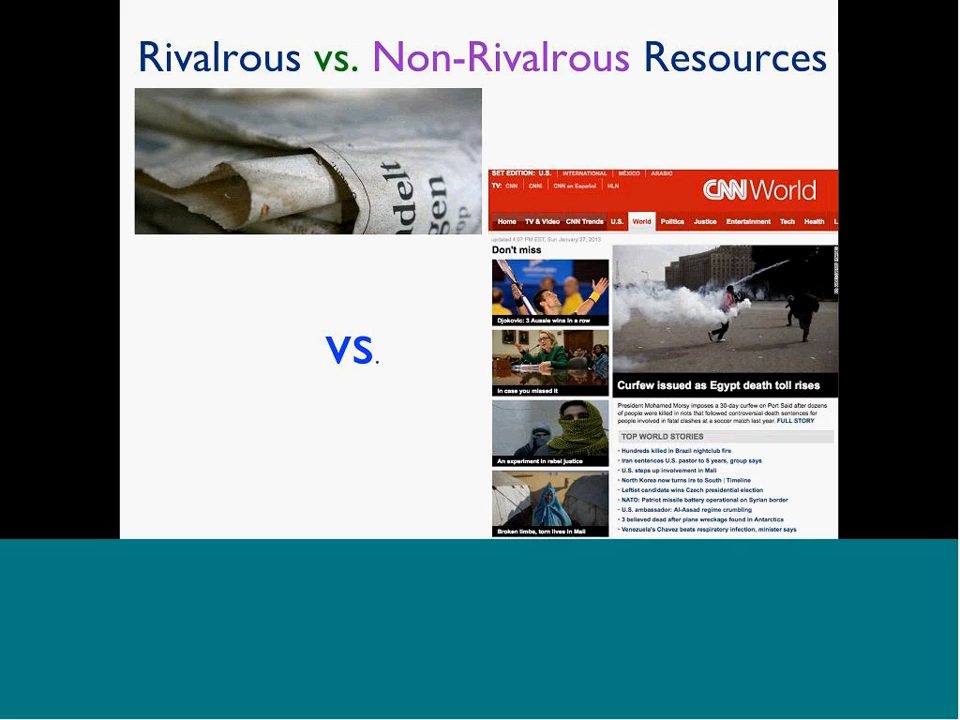 Rivalrous vs. Non-Rivalrous Resources
delt
gen
op
SET EDITION: U.S. | INTERNATIONAL | MÉXICO | ARABIC
TV: CNN | CNNi | CNN en Español | HLN
CNN World
Home TV & Video CNN Trends U.S. World Politics Justice Entertainment Tech Health L
updated 4:07 PM EST, Sun January 27, 2013
Don't miss
Djokovic: 3 Aussie wins in a row
In case you missed it
An experiment in rebel justice
Broken limbs, torn lives in Mali
Curfew issued as Egypt death toll rises
President Mohamed Morsy imposes a 30-day curfew on Port Said after dozens
of people were killed in riots that followed controversial death sentences for
people involved in fatal clashes at a soccer match last year. FULL STORY
TOP WORLD STORIES
· Hundreds killed in Brazil nightclub fire
· Iran sentences U.S. pastor to 8 years, group says
· U.S. steps up involvement in Mali
· North Korea now turns ire to South | Timeline
· Leftist candidate wins Czech presidential election
· NATO: Patriot missile battery operational on Syrian border
· U.S. ambassador: Al-Assad regime crumbling
· 3 believed dead after plane wreckage found in Antarctica
· Venezuela's Chavez beats respiratory infection, minister says
vs.